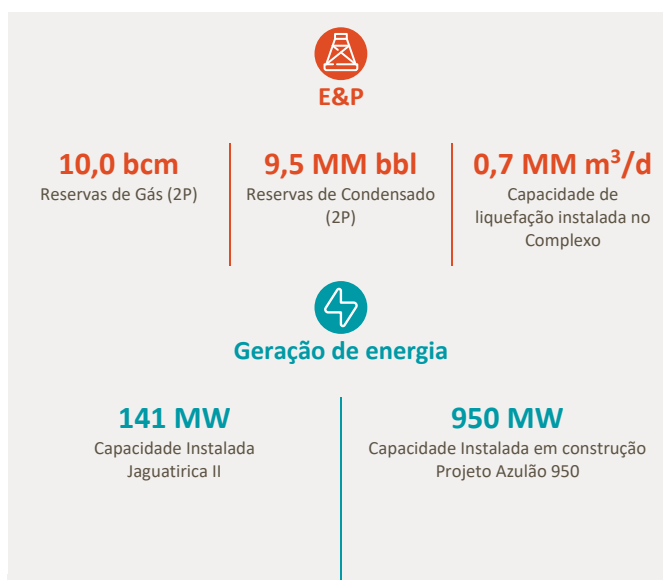 E&P
10,0 bcm
Reservas de Gás (2P)
9,5 MM bbl
Reservas de Condensado
(2P)
0,7 MM m³/d
Capacidade de
liquefação instalada no
Complexo
Geração de energia
141 MW
Capacidade Instalada
Jaguatirica II
950 MW
Capacidade Instalada em construção
Projeto Azulão 950